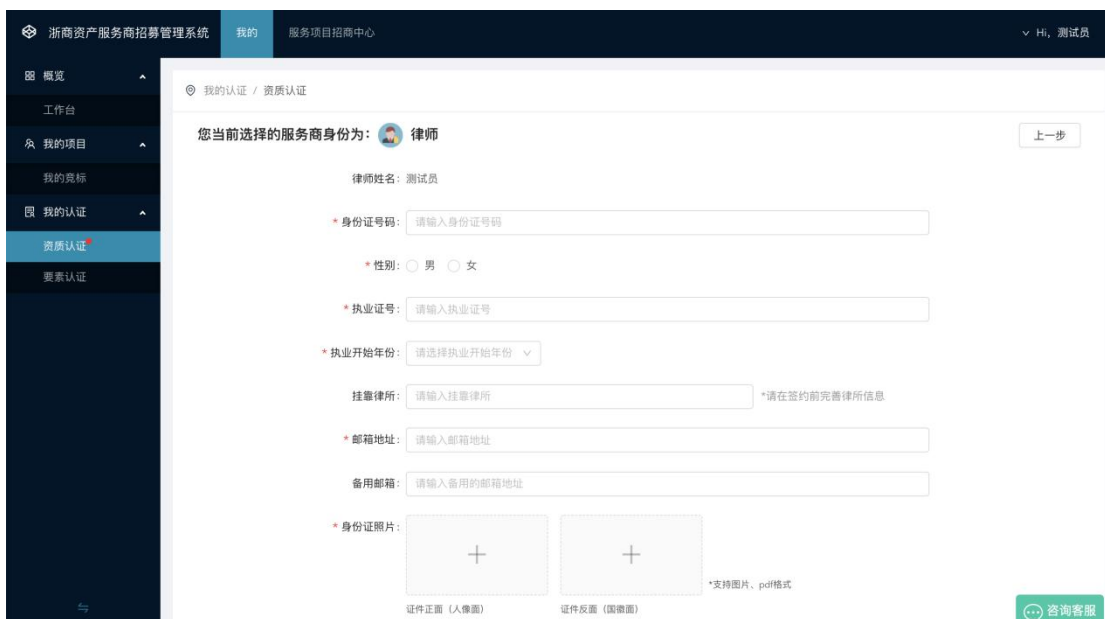 浙商资产服务商招募管理系统 我的 服务项目招商中心 Hi, 测试员
概览
工作台
我的项目
我的竞标
我的认证
资质认证
要素认证
我的认证 / 资质认证
您当前选择的服务商身份为: 律师 上一步
律师姓名: 测试员
* 身份证号码: 请输入身份证号码
* 性别: 男 女
* 执业证号: 请输入执业证号
* 执业开始年份: 请选择执业开始年份
挂靠律所: 请输入挂靠律所 *请在签约前完善律所信息
* 邮箱地址: 请输入邮箱地址
备用邮箱: 请输入备用的邮箱地址
* 身份证照片:
*支持图片、pdf格式
证件正面 (人像面) 证件反面 (国徽面)
咨询客服